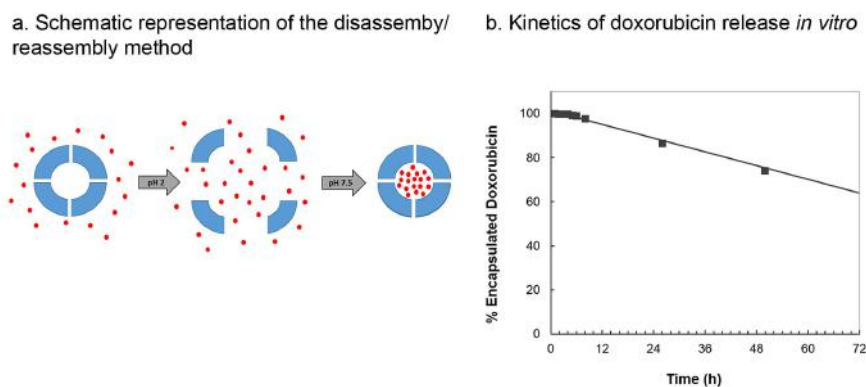 a. Schematic representation of the disassemby/
reassembly method
pH 2
pH 7.5
b. Kinetics of doxorubicin release in vitro
% Encapsulated Doxorubicin
100
80
60
40
20
0
0 12 24 36 48 60 72
Time (h)